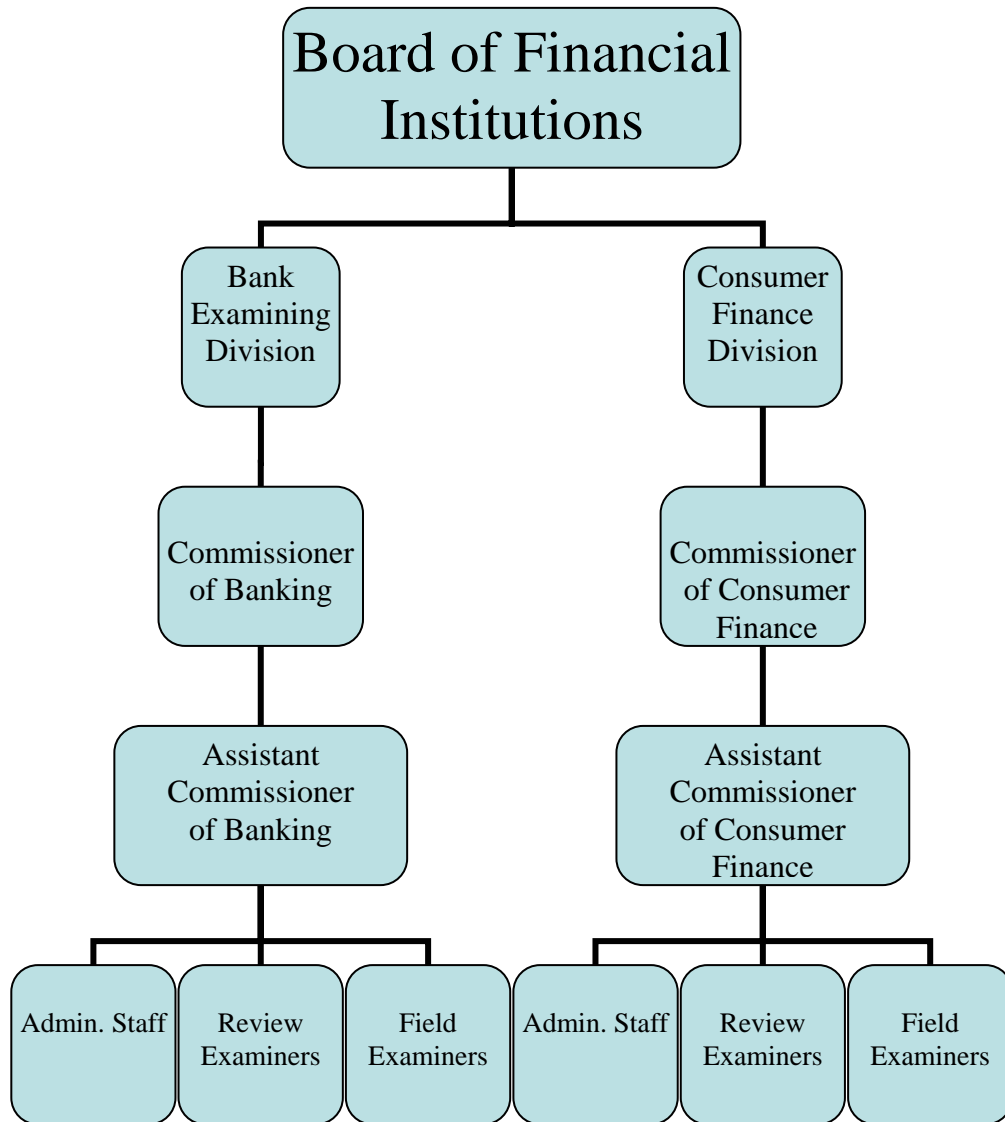 Board of Financial
Institutions
Bank
Examining
Division
Consumer
Finance
Division
Commissioner
of Banking
Commissioner
of Consumer
Finance
Assistant
Commissioner
of Banking
Assistant
Commissioner
of Consumer
Finance
Admin. Staff
Review
Examiners
Field
Examiners
Admin. Staff
Review
Examiners
Field
Examiners